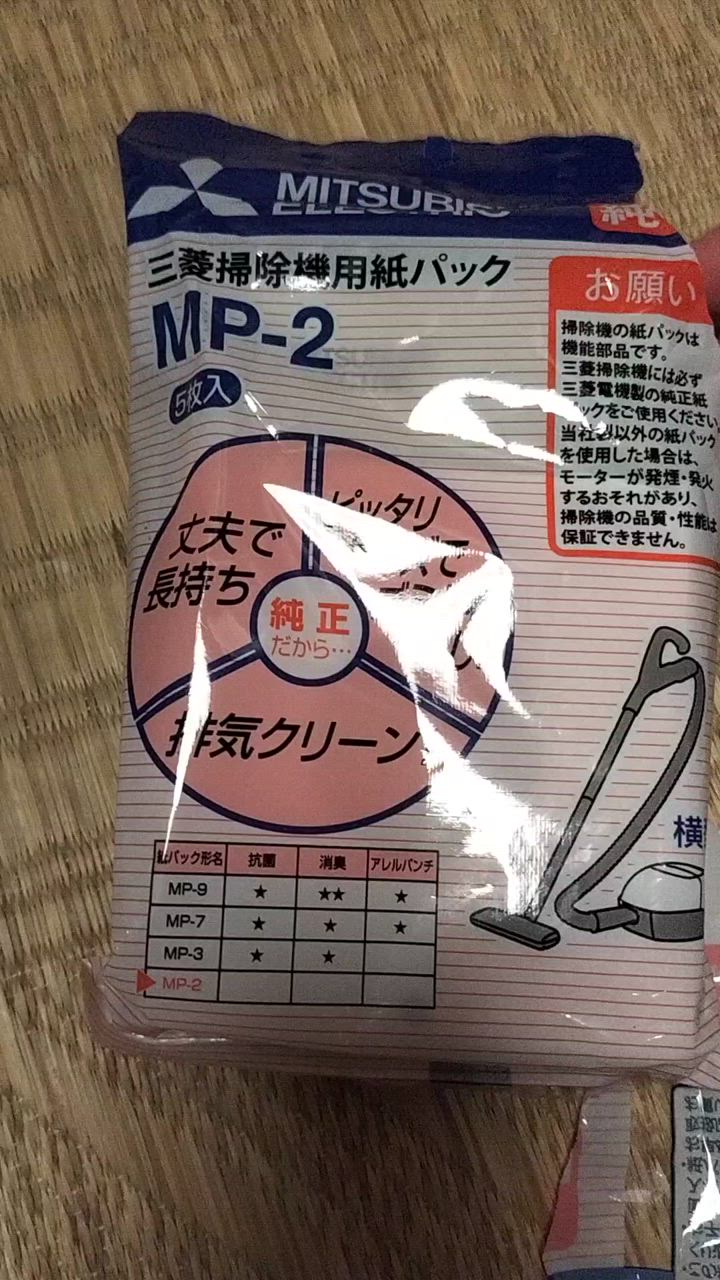 MITSUBI
純
三菱掃除機用紙パック
MP-2
5枚入
お願い
掃除機の紙パックは
機能部品です。
三菱掃除機には必ず
三菱電機製の純正紙
パックをご使用ください
当社製以外の紙パック
を使用した場合は、
モーターが発煙・発火
するおそれがあり、
掃除機の品質・性能は
保証できません。
丈夫で
長持ち
ピッタリ
純正
だから…
排気クリーン
紙パック形名 抗菌 消臭 アレルパンチ
MP-9 ★ ★★ ★
MP-7 ★ ★ ★
MP-3 ★ ★
▶ MP-2
横